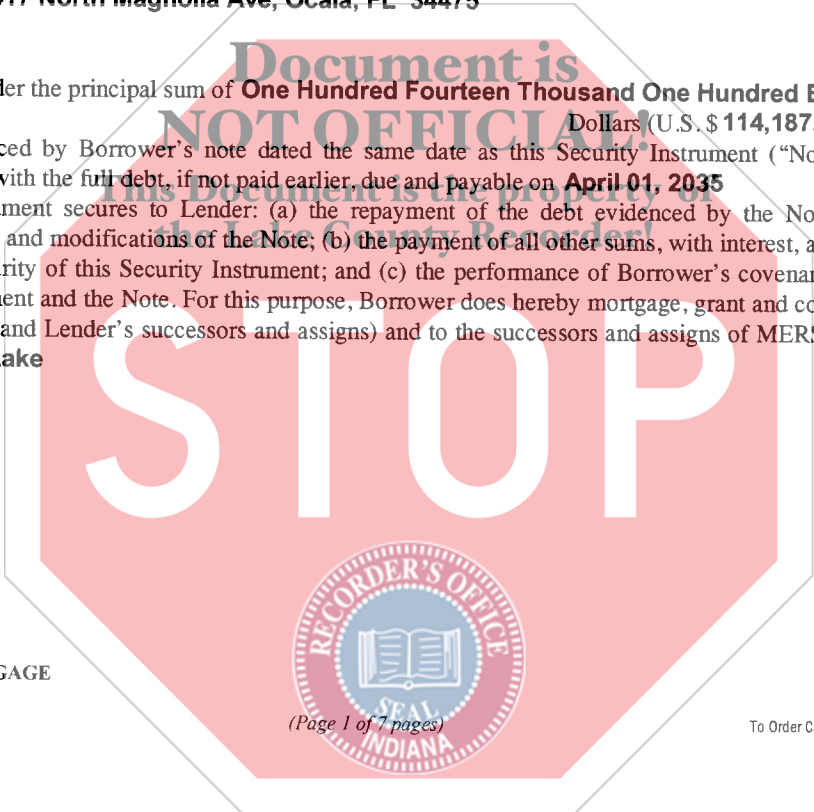 17 North Magnolia Ave, Ocala, FL 34475
Document is
der the principal sum of One Hundred Fourteen Thousand One Hundred E
NOT OFFICIAL!
Dollars (U.S. $ 114,187.
ced by Borrower's note dated the same date as this Security Instrument ("No
with the full debt, if not paid earlier, due and payable on April 01, 2035
This Document is the property of
ment secures to Lender: (a) the repayment of the debt evidenced by the No
the Lake County Recorder!
and modifications of the Note; (b) the payment of all other sums, with interest, a
rity of this Security Instrument; and (c) the performance of Borrower's covenan
ent and the Note. For this purpose, Borrower does hereby mortgage, grant and co
and Lender's successors and assigns) and to the successors and assigns of MERS
ake
STOP
RECORDER'S OFFICE
SEAL
INDIANA
GAGE
(Page 1 of 7 pages)
To Order C